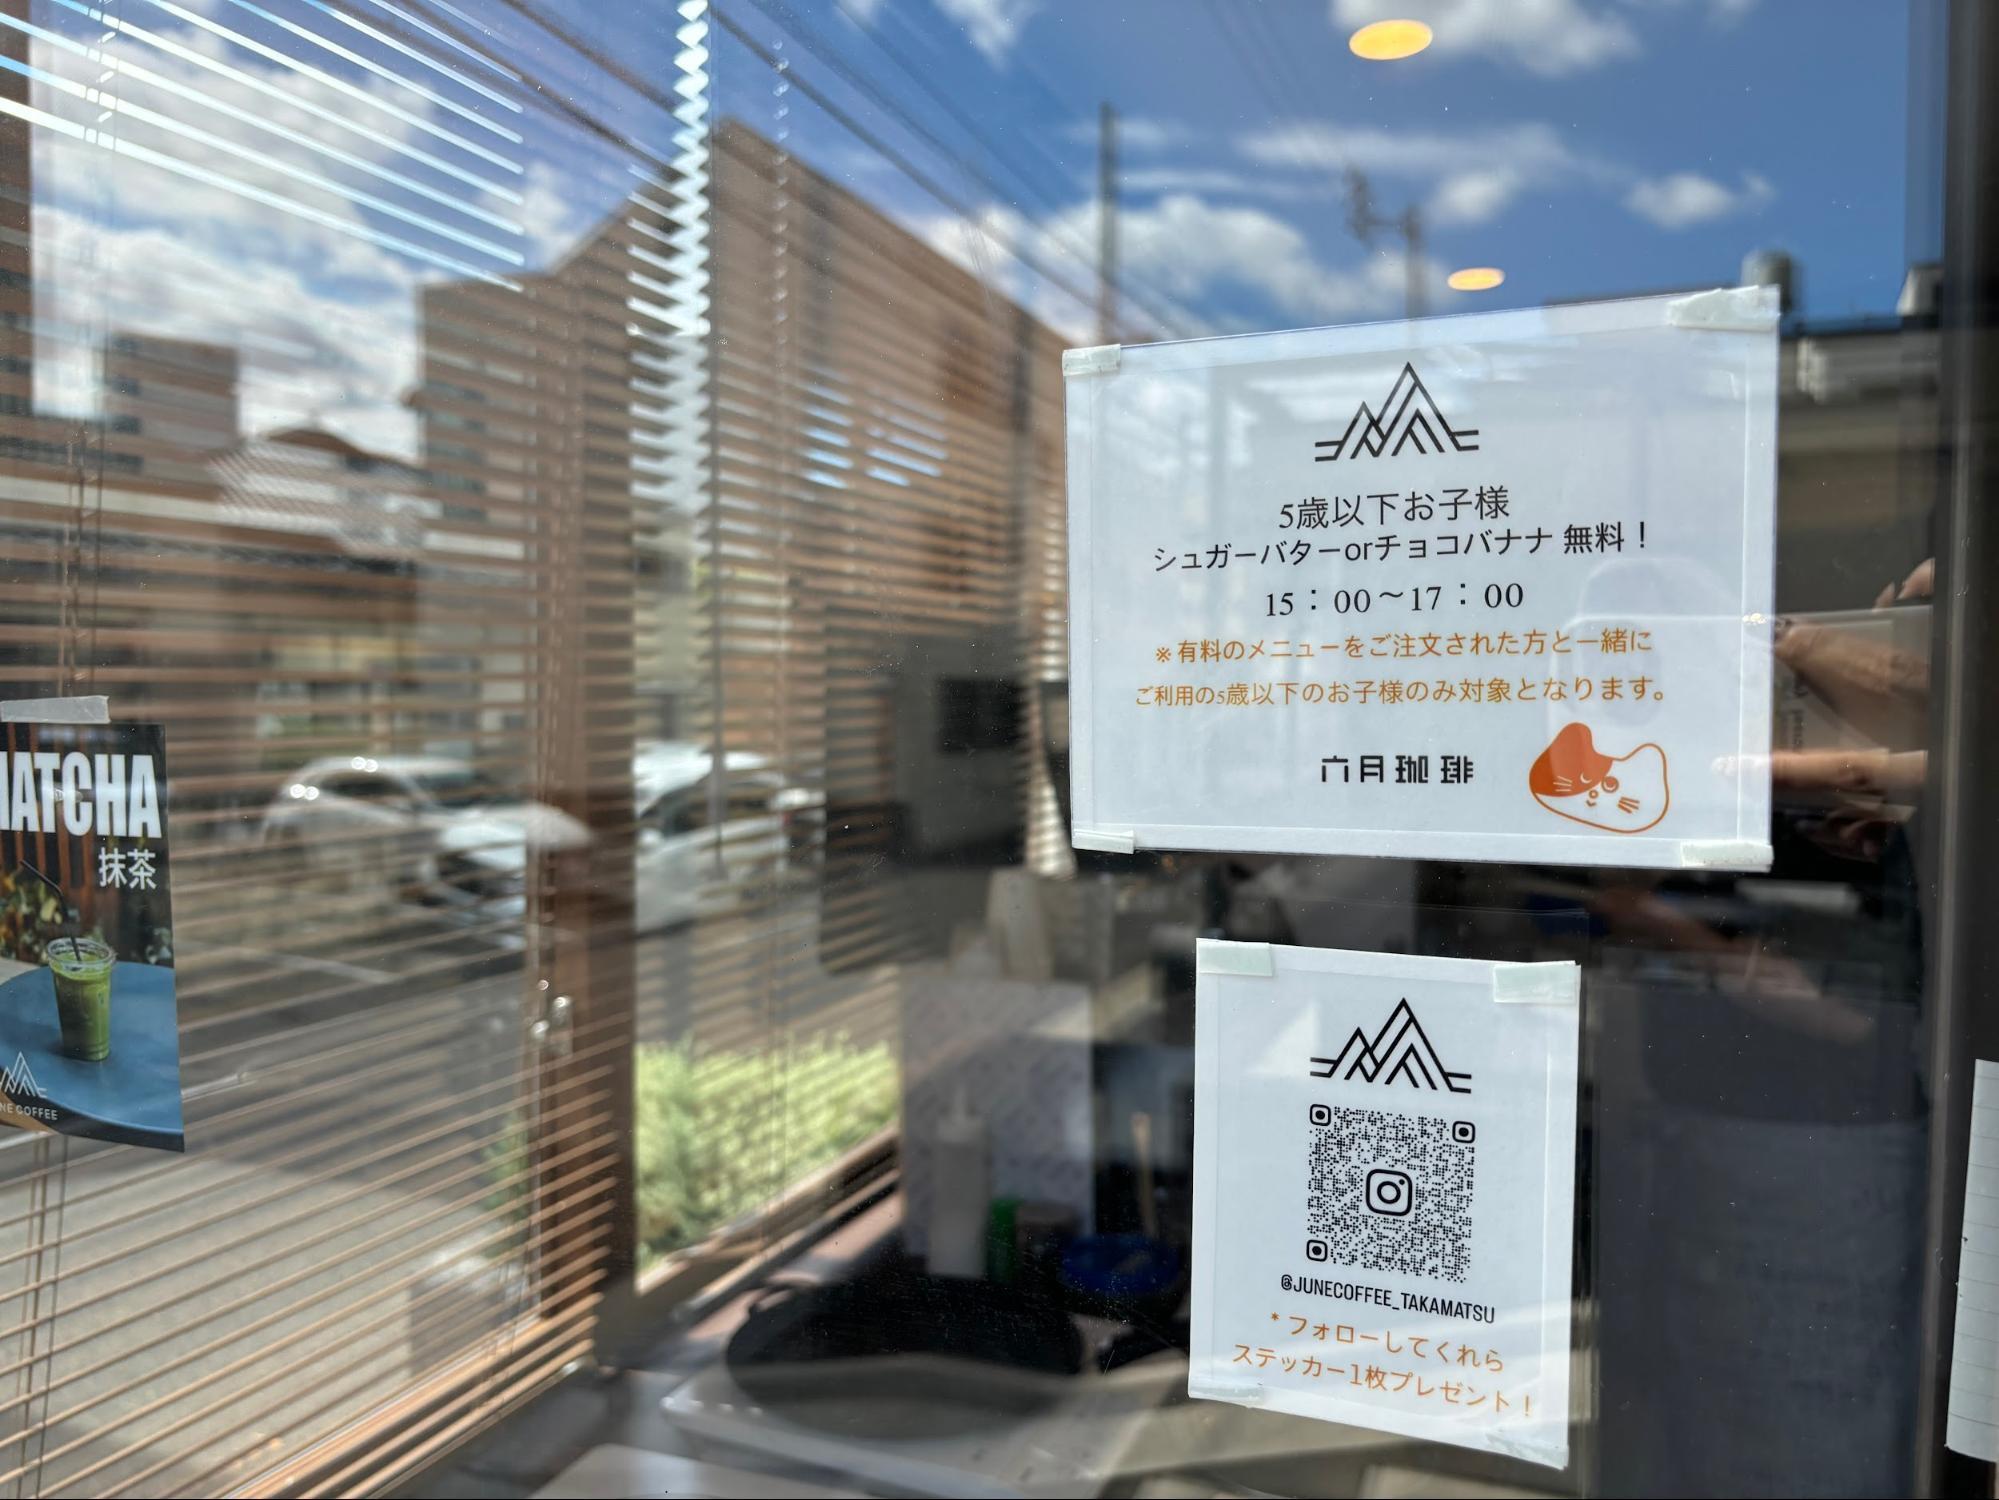 MATCHA
抹茶
COFFEE
5歳以下お子様
シュガーバターorチョコバナナ 無料！
15：00～17：00
※有料のメニューをご注文された方と一緒に
ご利用の5歳以下のお子様のみ対象となります。
六月珈琲
@JUNECOFFEE_TAKAMATSU
* フォローしてくれら
ステッカー1枚プレゼント！